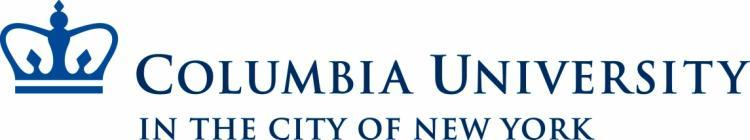 COLUMBIA UNIVERSITY
IN THE CITY OF NEW YORK